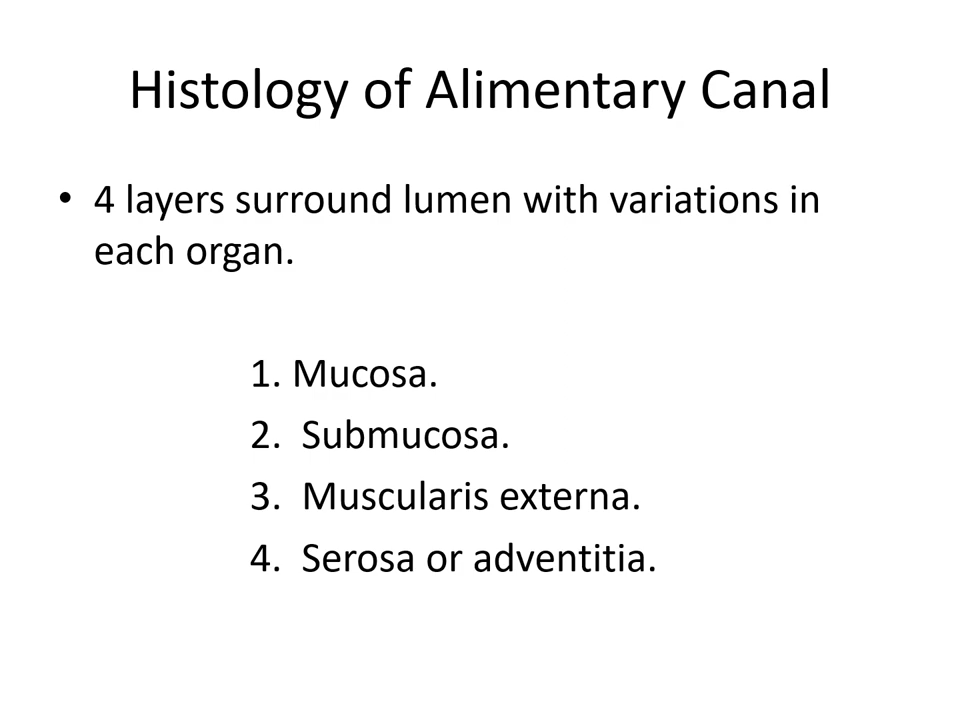 Histology of Alimentary Canal
• 4 layers surround lumen with variations in
each organ.
1. Mucosa.
2. Submucosa.
3. Muscularis externa.
4. Serosa or adventitia.